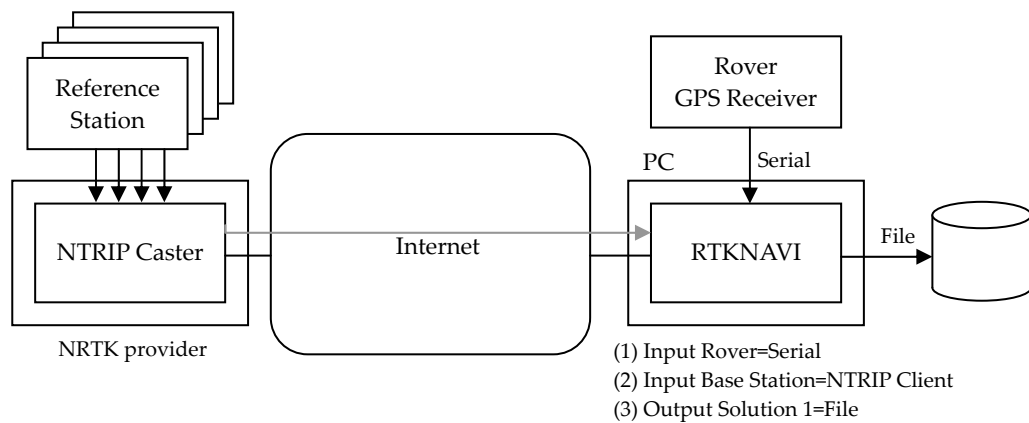 Reference
Station
Rover
GPS Receiver
PC
Serial
NTRIP Caster
Internet
RTKNAVI
File
NRTK provider
(1) Input Rover=Serial
(2) Input Base Station=NTRIP Client
(3) Output Solution 1=File